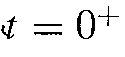 t = 0⁺